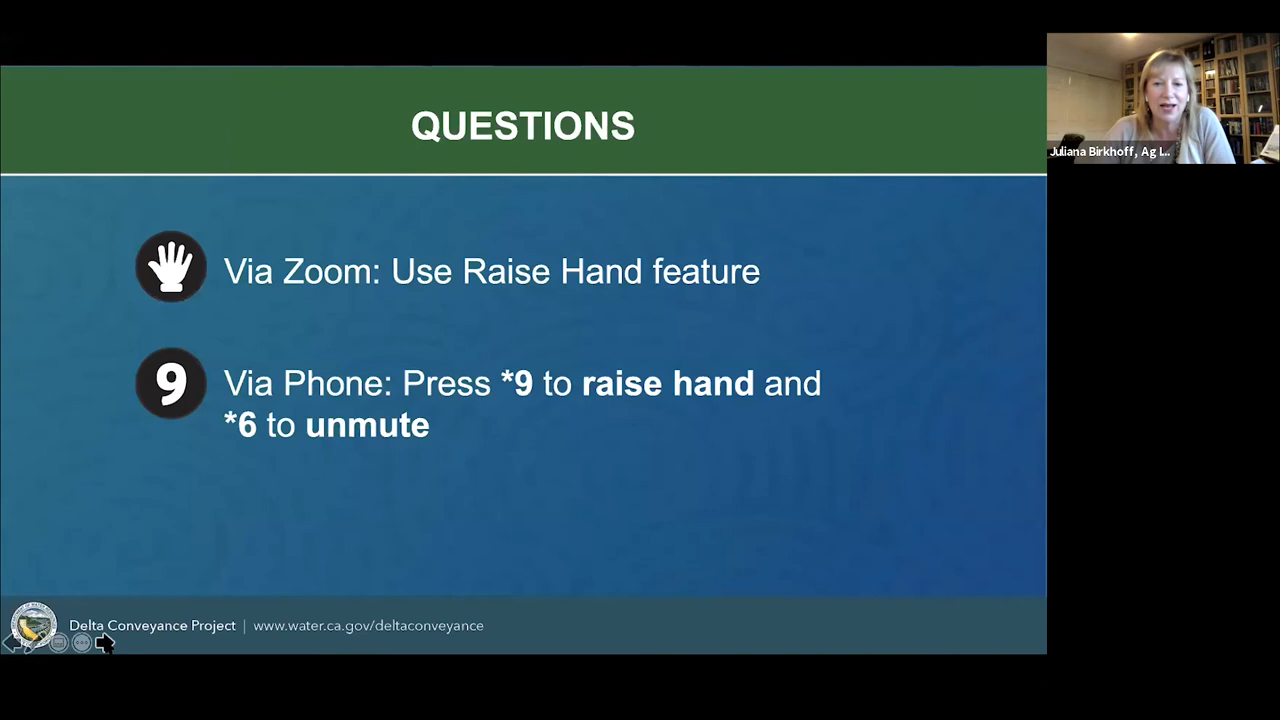 QUESTIONS
Juliana Birkhoff, Ag I...
Via Zoom: Use Raise Hand feature
9
Via Phone: Press *9 to raise hand and
*6 to unmute
Delta Conveyance Project | www.water.ca.gov/deltaconveyance